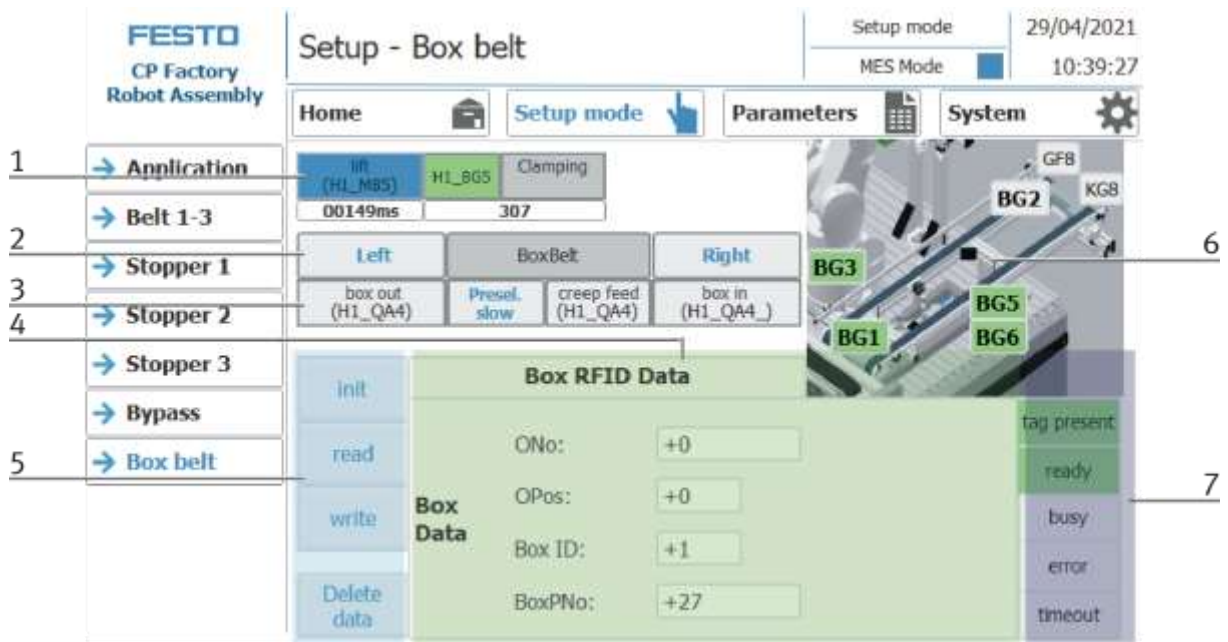 FESTO
CP Factory
Robot Assembly
Setup - Box belt
Setup mode
MES Mode
29/04/2021
10:39:27
Home
Setup mode
Parameters
System
1
2
3
4
5
Application
Belt 1-3
Stopper 1
Stopper 2
Stopper 3
Bypass
Box belt
lift
(H1_MB5)
H1_BG5
Clamping
00149ms
307
Left
BoxBelt
Right
box out
(H1_QA4)
Presel.
slow
creep feed
(H1_QA4)
box in
(H1_QA4_)
GF8
BG2
KG8
BG3
BG5
BG1
BG6
6
init
read
write
Delete
data
Box RFID Data
Box
Data
ONo:
+0
OPos:
+0
Box ID:
+1
BoxPNo:
+27
tag present
ready
busy
error
timeout
7